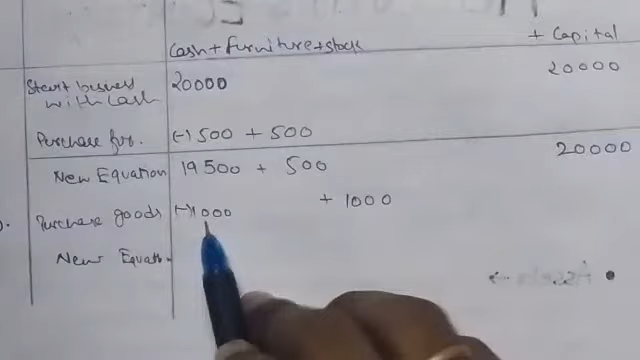 Cash + furniture + stock + Capital
Start business 20000 20000
with cash
Purchase fur. (-) 500 + 500
New Equation 19500 + 500 20000
Purchase goods (-) 1000 + 1000
New Equati.